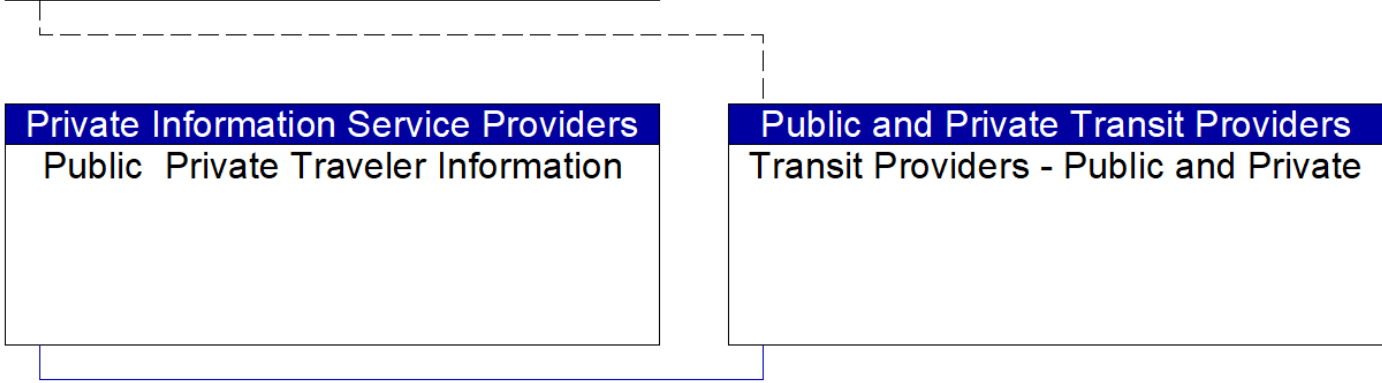 Private Information Service Providers
Public  Private Traveler Information
Public and Private Transit Providers
Transit Providers - Public and Private